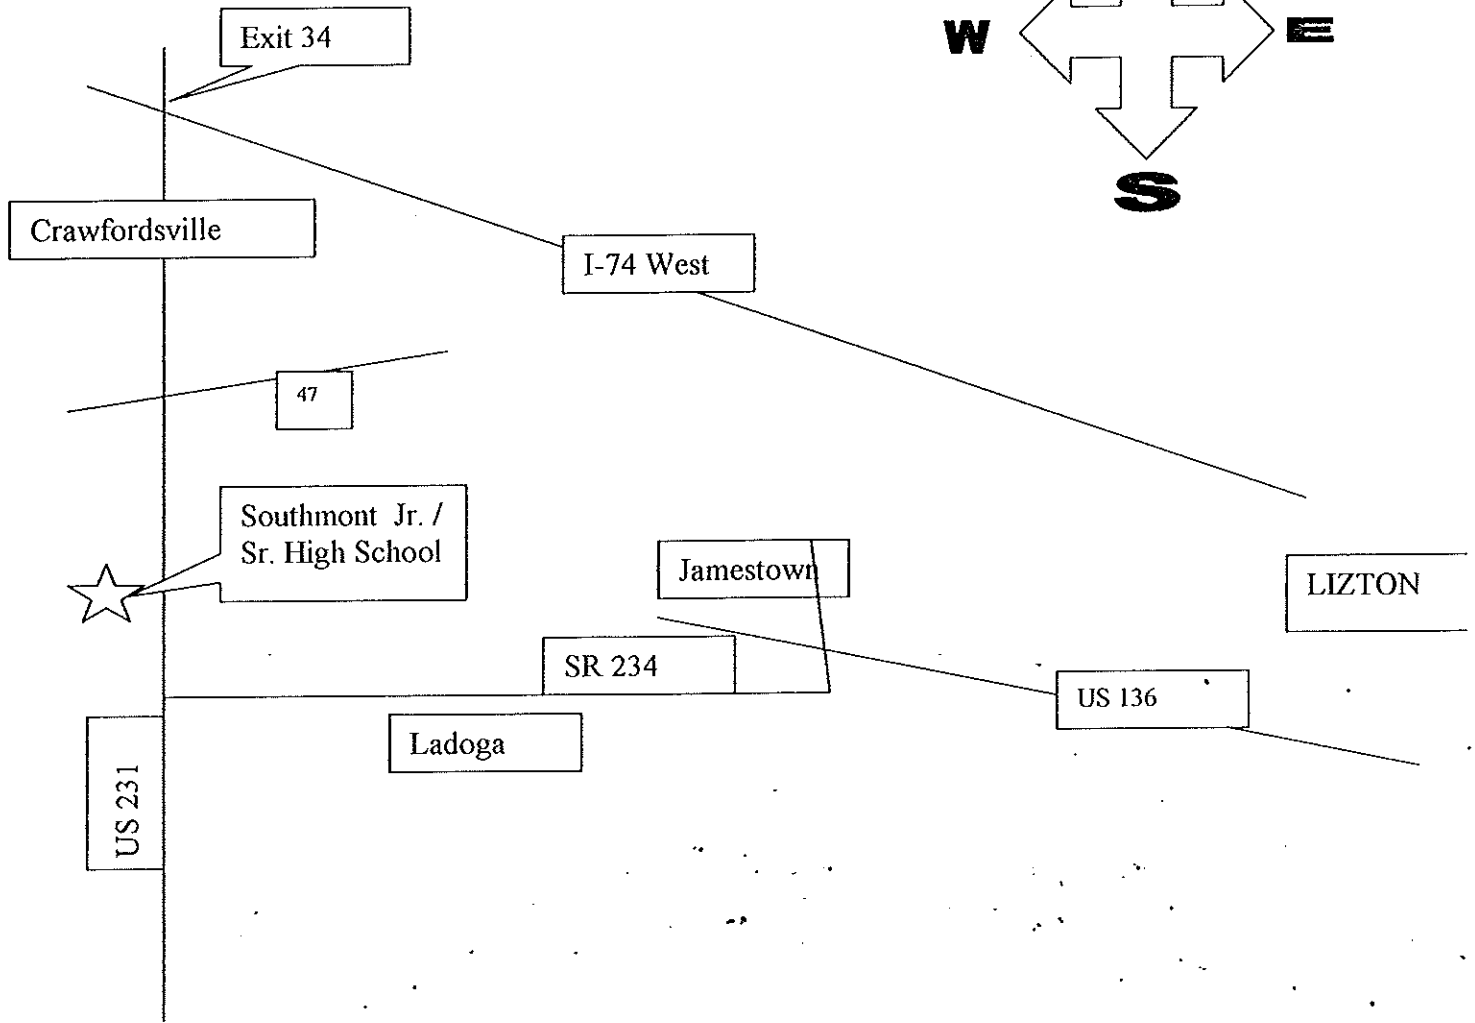 Exit 34
W
E
S
Crawfordsville
I-74 West
47
Southmont Jr. /
Sr. High School
Jamestown
LIZTON
SR 234
US 136
Ladoga
US 231